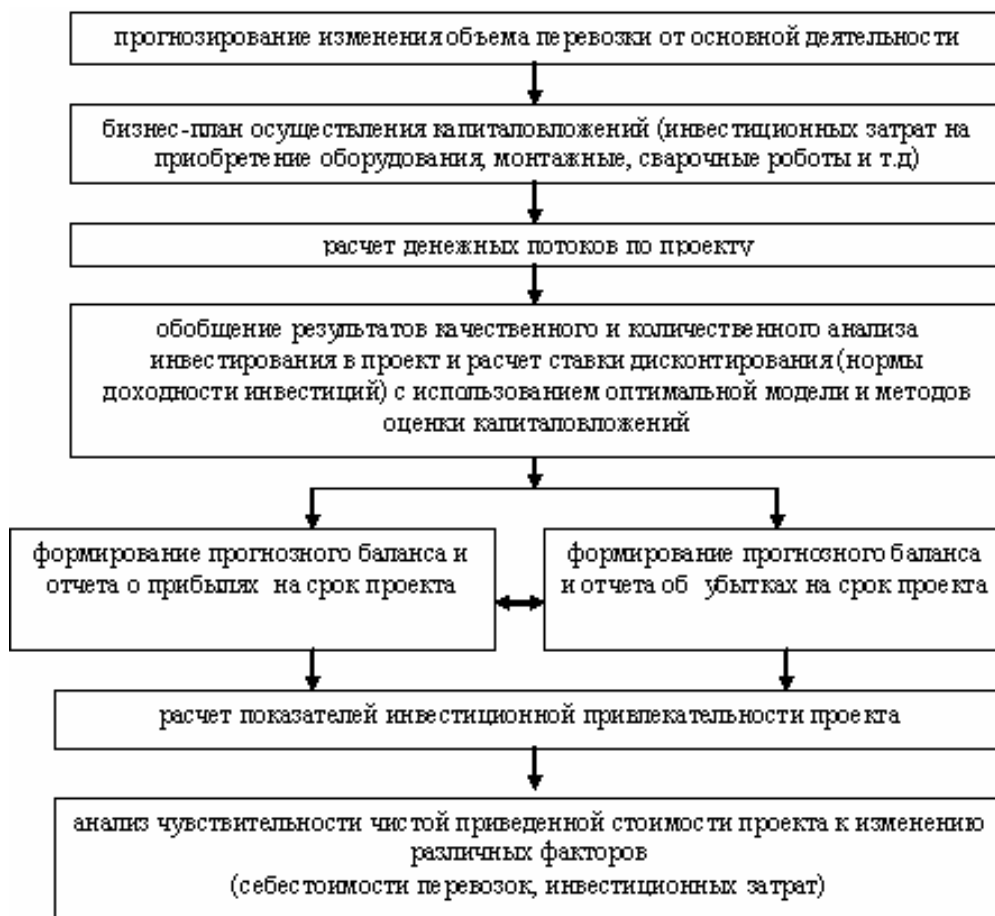 прогнозирование изменения объема перевозки от основной деятельности
бизнес-план осуществления капиталовложений (инвестиционных затрат на
приобретение оборудования, монтажные, сварочные роботы и т.д)
расчет денежных потоков по проекту
обобщение результатов качественного и количественного анализа
инвестирования в проект и расчет ставки дисконтирования (нормы
доходности инвестиций) с использованием оптимальной модели и методов
оценки капиталовложений
формирование прогнозного баланса и
отчета о прибылях на срок проекта
формирование прогнозного баланса
и отчета об убытках на срок проекта
расчет показателей инвестиционной привлекательности проекта
анализ чувствительности чистой приведенной стоимости проекта к изменению
различных факторов
(себестоимости перевозок, инвестиционных затрат)